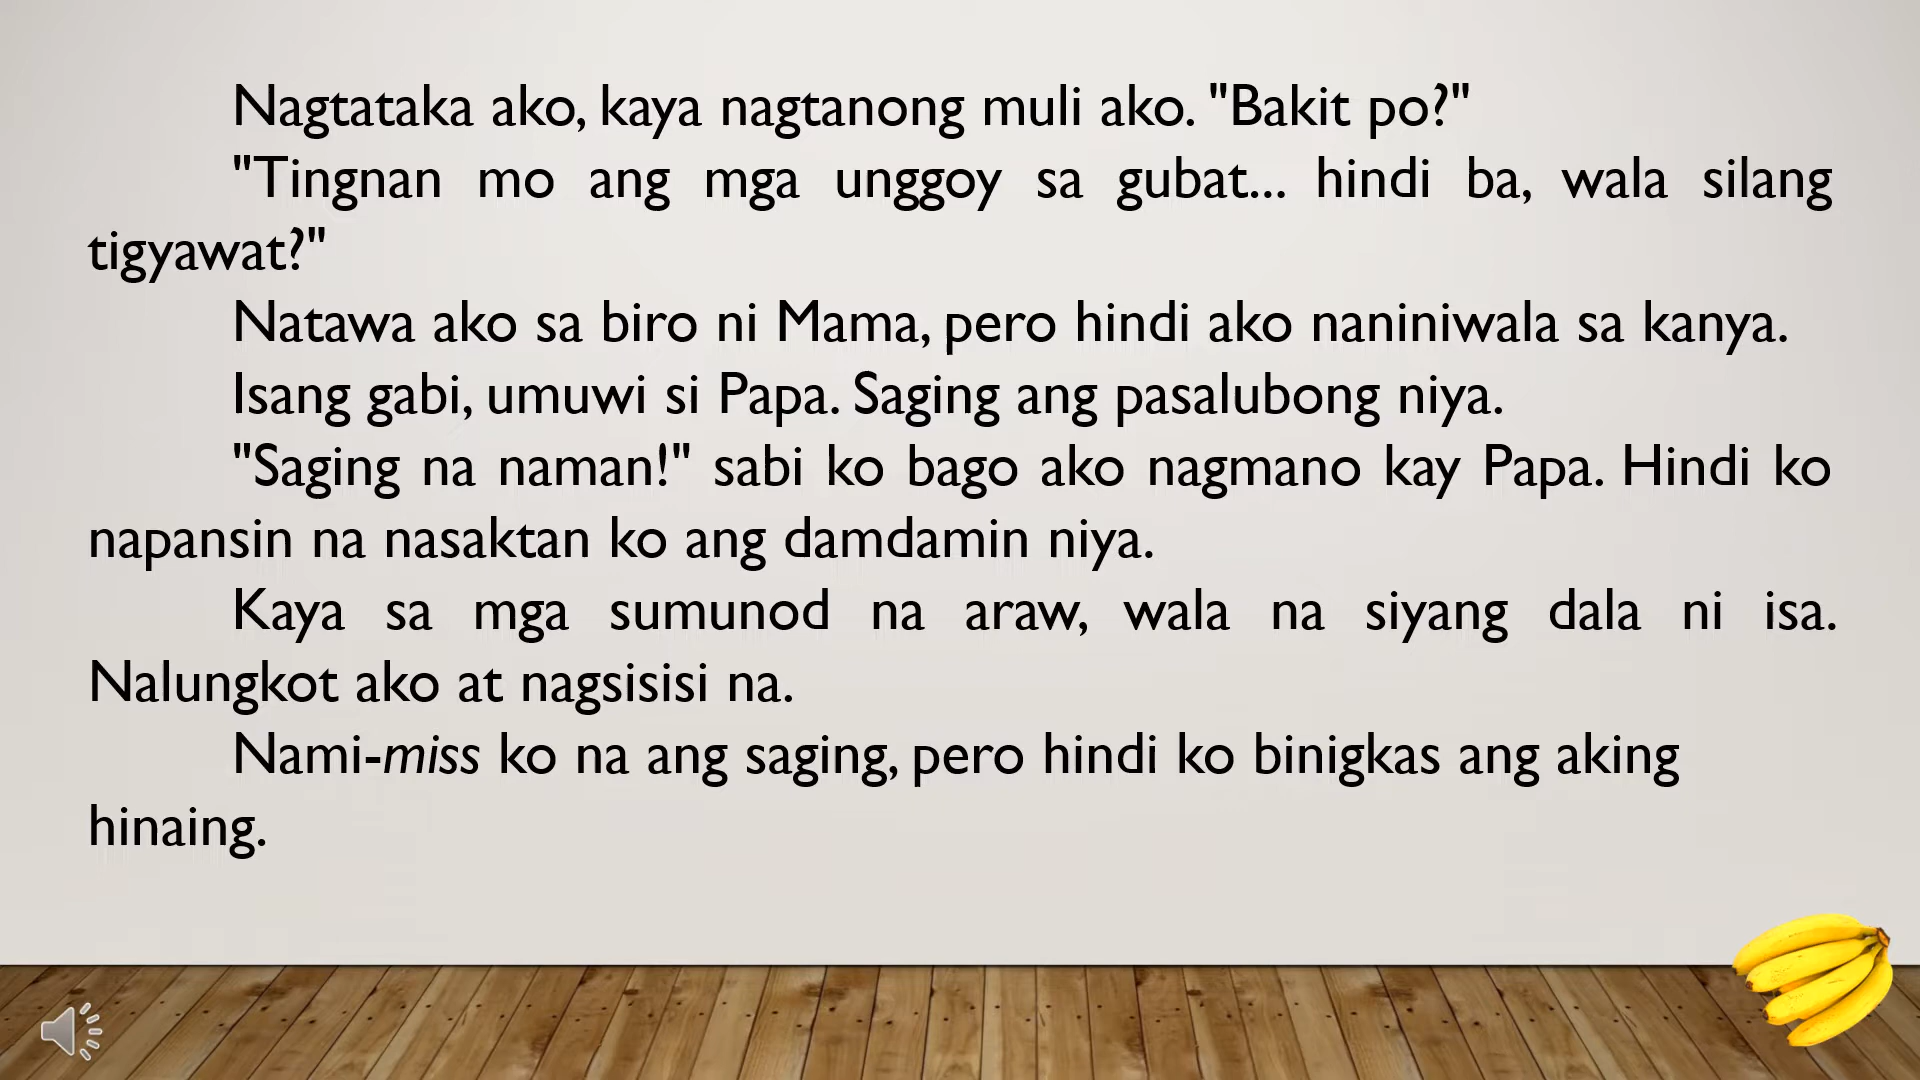 Nagtataka ako, kaya nagtanong muli ako. "Bakit po?"
"Tingnan mo ang mga unggoy sa gubat... hindi ba, wala silang
tigyawat?"
Natawa ako sa biro ni Mama, pero hindi ako naniniwala sa kanya.
Isang gabi, umuwi si Papa. Saging ang pasalubong niya.
"Saging na naman!" sabi ko bago ako nagmano kay Papa. Hindi ko
napansin na nasaktan ko ang damdamin niya.
Kaya sa mga sumunod na araw, wala na siyang dala ni isa.
Nalungkot ako at nagsisisi na.
Nami-miss ko na ang saging, pero hindi ko binigkas ang aking
hinaing.